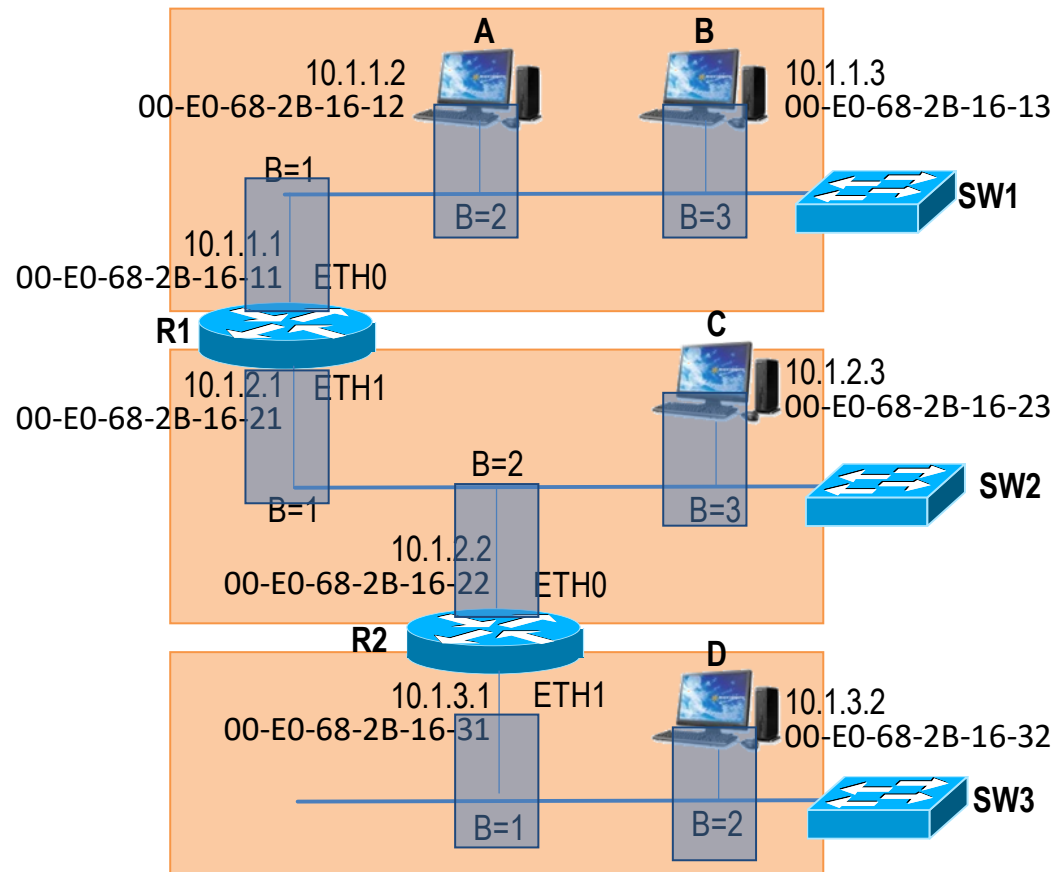 A
B
10.1.1.2
00-E0-68-2B-16-12
10.1.1.3
00-E0-68-2B-16-13
B=1
B=2
B=3
SW1
10.1.1.1
00-E0-68-2B-16-11
ETH0
R1
C
10.1.2.1
ETH1
00-E0-68-2B-16-21
10.1.2.3
00-E0-68-2B-16-23
B=2
B=1
B=3
SW2
10.1.2.2
00-E0-68-2B-16-22
ETH0
R2
D
10.1.3.1
ETH1
00-E0-68-2B-16-31
10.1.3.2
00-E0-68-2B-16-32
B=1
B=2
SW3